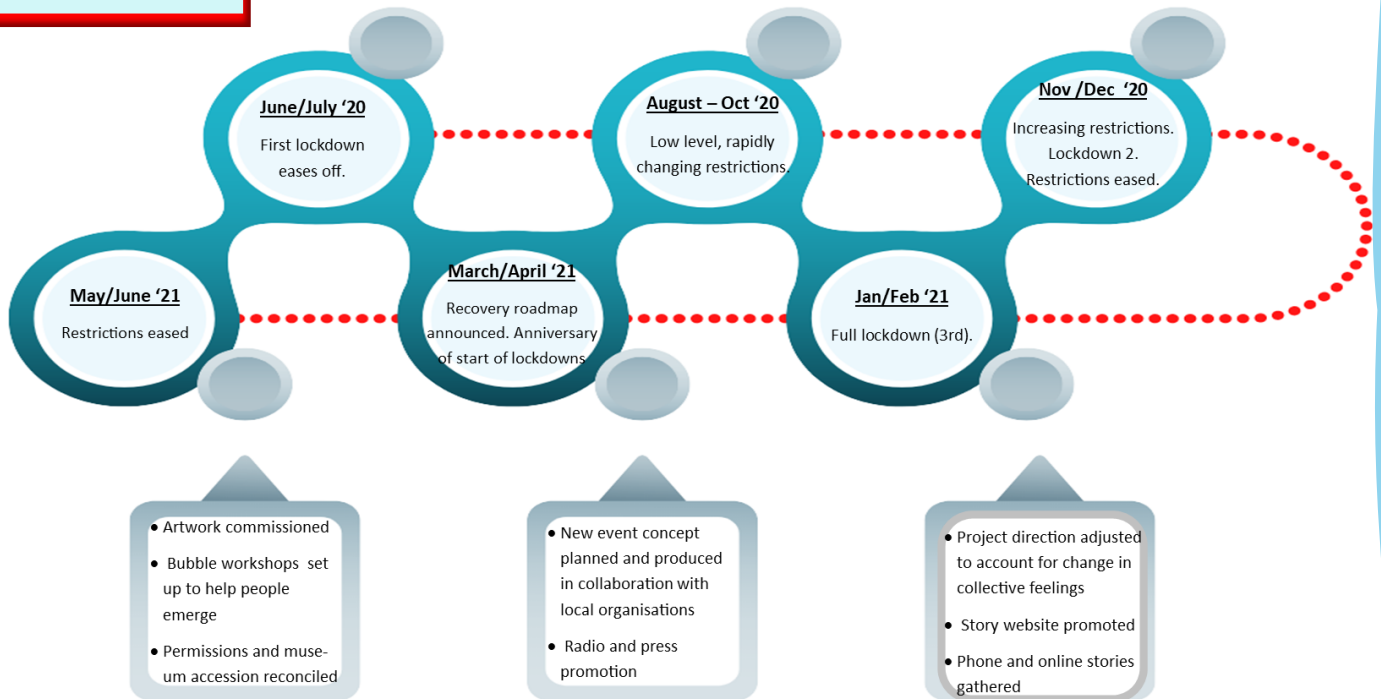 June/July ‘20
First lockdown
eases off.
August – Oct ‘20
Low level, rapidly
changing restrictions.
Nov /Dec ‘20
Increasing restrictions.
Lockdown 2.
Restrictions eased.
May/June ‘21
Restrictions eased
March/April ‘21
Recovery roadmap
announced. Anniversary
of start of lockdowns
Jan/Feb ‘21
Full lockdown (3rd).
• Artwork commissioned
• Bubble workshops set
up to help people
emerge
• Permissions and muse-
um accession reconciled
• New event concept
planned and produced
in collaboration with
local organisations
• Radio and press
promotion
• Project direction adjusted
to account for change in
collective feelings
• Story website promoted
• Phone and online stories
gathered